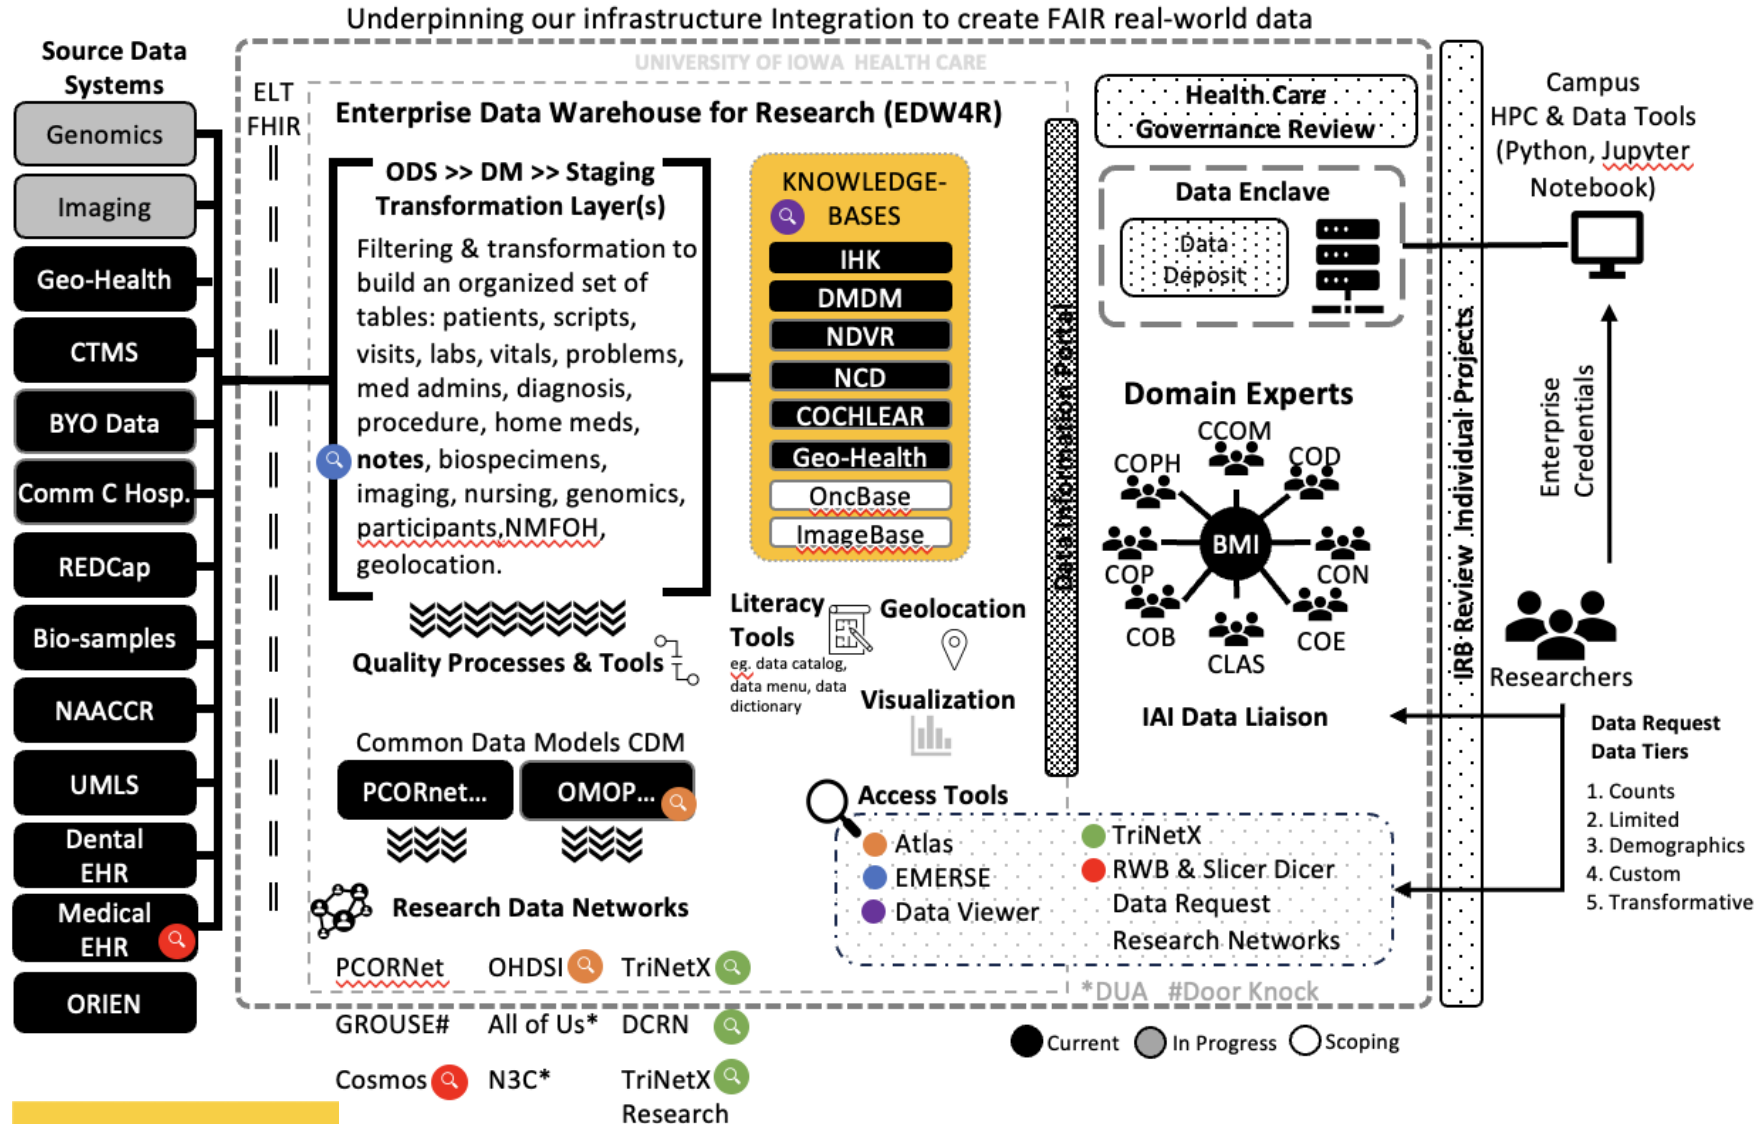 Underpinning our infrastructure Integration to create FAIR real-world data
Source Data
Systems
Genomics
Imaging
Geo-Health
CTMS
BYO Data
Comm C Hosp.
REDCap
Bio-samples
NAACCR
UMLS
Dental
EHR
Medical
EHR
ORIEN
UNIVERSITY OF IOWA HEALTH CARE
ELT
FHIR
Enterprise Data Warehouse for Research (EDW4R)
ODS >> DM >> Staging
Transformation Layer(s)
Filtering & transformation to
build an organized set of
tables: patients, scripts,
visits, labs, vitals, problems,
med admins, diagnosis,
procedure, home meds,
notes, biospecimens,
imaging, nursing, genomics,
participants,NMFOH,
geolocation.
Quality Processes & Tools
Common Data Models CDM
PCORnet...
OMOP...
Research Data Networks
PCORNet
OHDSI
TriNetX
GROUSE#
All of Us*
DCRN
Cosmos
N3C*
TriNetX
Research
KNOWLEDGE-
BASES
IHK
DMDM
NDVR
NCD
COCHLEAR
Geo-Health
OncBase
ImageBase
Literacy
Tools
eg. data catalog,
data menu, data
dictionary
Geolocation
Visualization
Data Information Portal
Health Care
Governance Review
Data Enclave
Data
Deposit
Domain Experts
CCOM
COPH
COD
BMI
COP
CON
COB
COE
CLAS
IAI Data Liaison
Access Tools
Atlas
EMERSE
Data Viewer
TriNetX
RWB & Slicer Dicer
Data Request
Research Networks
*DUA #Door Knock
Current
In Progress
Scoping
IRB Review Individual Projects
Campus
HPC & Data Tools
(Python, Jupyter
Notebook)
Enterprise
Credentials
Researchers
Data Request
Data Tiers
1. Counts
2. Limited
3. Demographics
4. Custom
5. Transformative